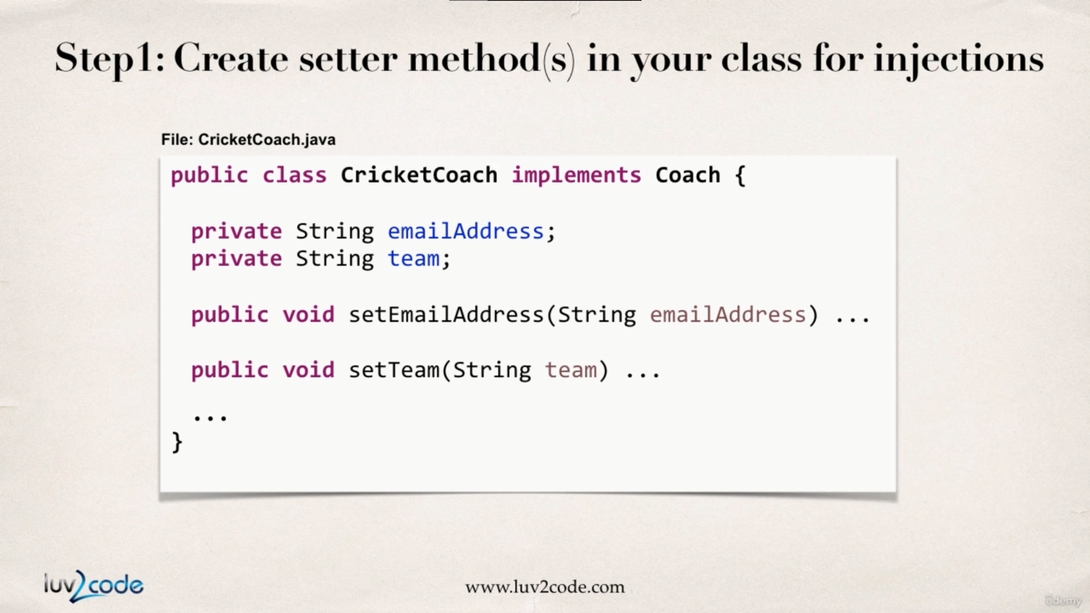 Step1: Create setter method(s) in your class for injections
File: CricketCoach.java
public class CricketCoach implements Coach {
private String emailAddress;
private String team;
public void setEmailAddress(String emailAddress) ...
public void setTeam(String team) ...
...
}
luv2code
www.luv2code.com
ûdemy